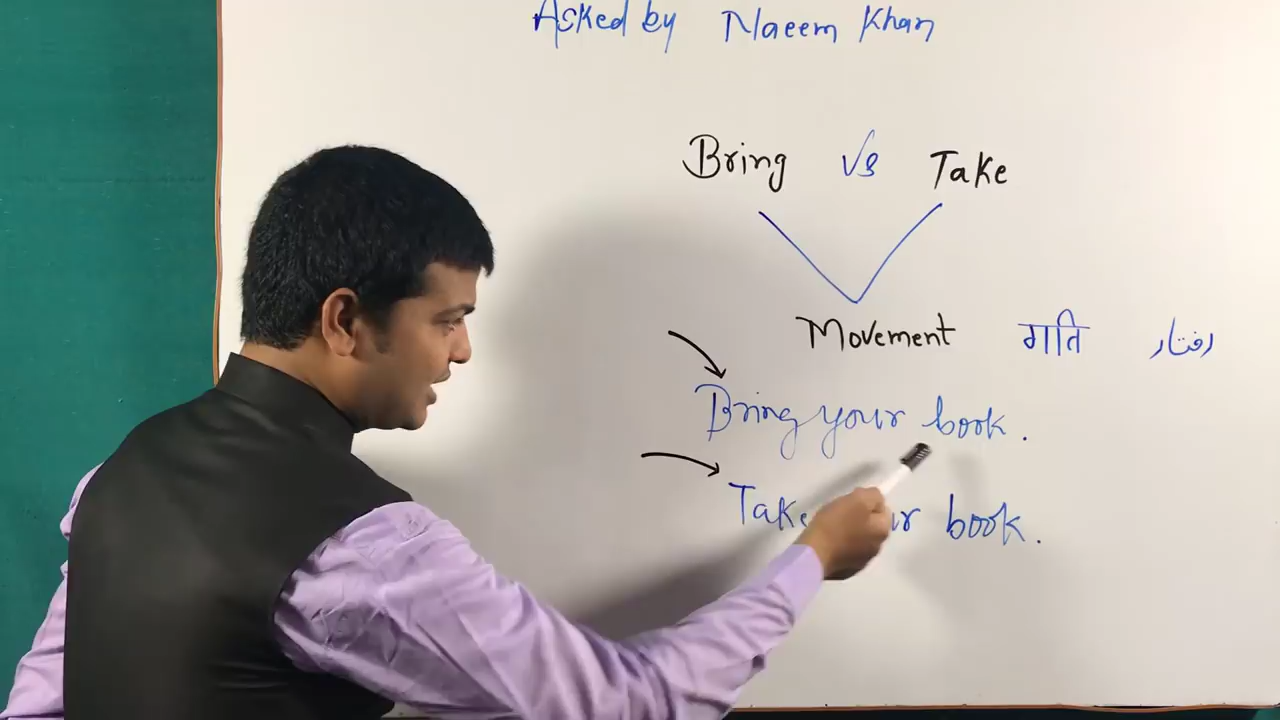 Asked by Naeem Khan
Bring vs Take
Movement गति رفتار
Bring your book.
Take book.